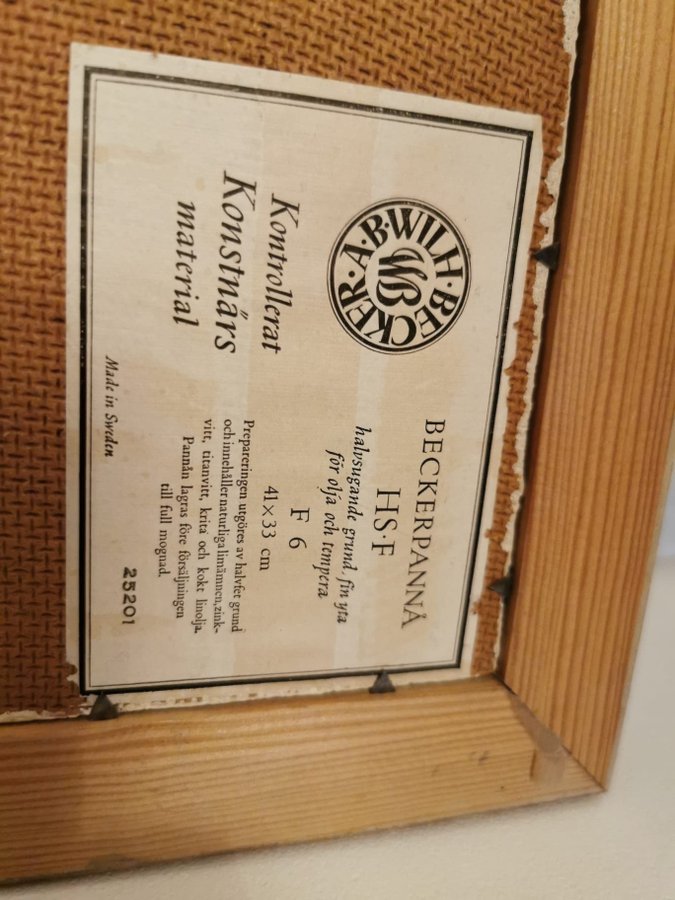 A·B·WILH·BECKER·
WB
Kontrollerat
Konstnärs
material
Made in Sweden
BECKERPANNÅ
HS·F
halvsugande grund, fin yta
för olja och tempera
F 6
41×33 cm
Prepareringen utgöres av halvfet grund
och innehåller naturliga limämnen, zink-
vitt, titanvitt, krita och kokt linolja.
Pannån lagras före försäljningen
till full mognad.
25201